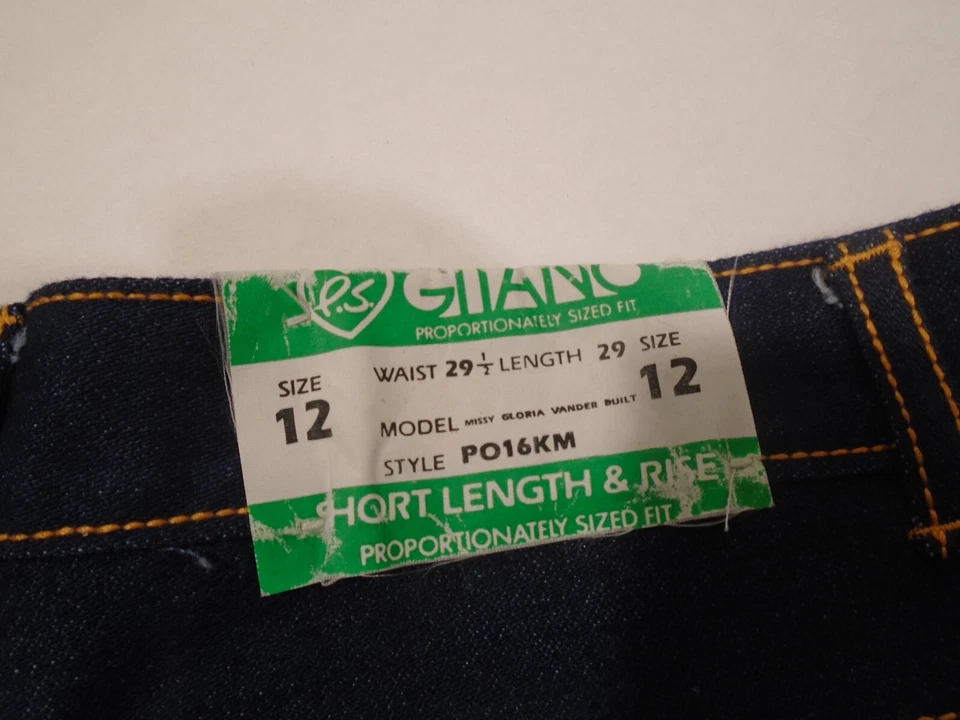 P.S. GITANO
PROPORTIONATELY SIZED FIT
SIZE 12
WAIST 29 1/2 LENGTH 29
SIZE 12
MODEL MISSY GLORIA VANDER BUILT
STYLE PO16KM
SHORT LENGTH & RISE
PROPORTIONATELY SIZED FIT